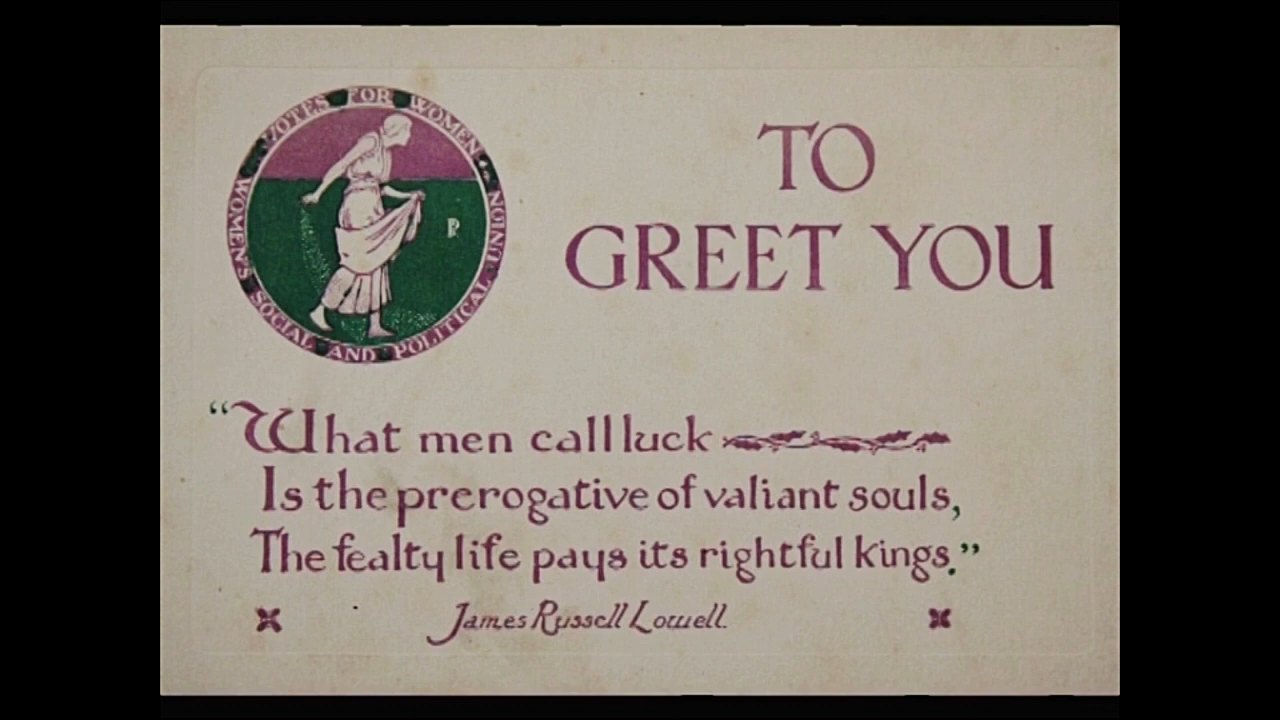 VOTES FOR WOMEN
WOMEN'S SOCIAL AND POLITICAL UNION
TO
GREET YOU
“What men call luck
Is the prerogative of valiant souls,
The fealty life pays its rightful kings.”
James Russell Lowell.